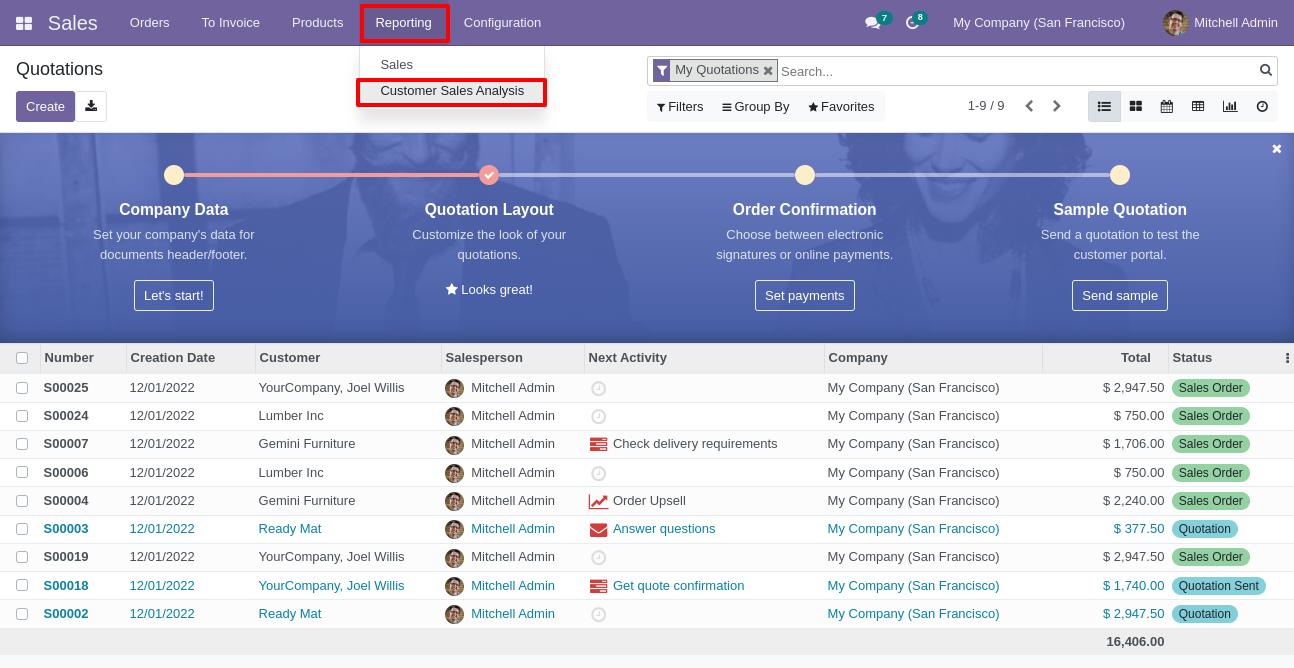 Sales Orders To Invoice Products Reporting Configuration 7 8 My Company (San Francisco) Mitchell Admin
Sales
Customer Sales Analysis
Quotations
My Quotations Search...
Create
Filters Group By Favorites 1-9 / 9
Company Data Quotation Layout Order Confirmation Sample Quotation
Set your company's data for Customize the look of your Choose between electronic Send a quotation to test the
documents header/footer. quotations. signatures or online payments. customer portal.
Let's start! Looks great! Set payments Send sample
Number Creation Date Customer Salesperson Next Activity Company Total Status
S00025 12/01/2022 YourCompany, Joel Willis Mitchell Admin My Company (San Francisco) $ 2,947.50 Sales Order
S00024 12/01/2022 Lumber Inc Mitchell Admin My Company (San Francisco) $ 750.00 Sales Order
S00007 12/01/2022 Gemini Furniture Mitchell Admin Check delivery requirements My Company (San Francisco) $ 1,706.00 Sales Order
S00006 12/01/2022 Lumber Inc Mitchell Admin My Company (San Francisco) $ 750.00 Sales Order
S00004 12/01/2022 Gemini Furniture Mitchell Admin Order Upsell My Company (San Francisco) $ 2,240.00 Sales Order
S00003 12/01/2022 Ready Mat Mitchell Admin Answer questions My Company (San Francisco) $ 377.50 Quotation
S00019 12/01/2022 YourCompany, Joel Willis Mitchell Admin My Company (San Francisco) $ 2,947.50 Sales Order
S00018 12/01/2022 YourCompany, Joel Willis Mitchell Admin Get quote confirmation My Company (San Francisco) $ 1,740.00 Quotation Sent
S00002 12/01/2022 Ready Mat Mitchell Admin My Company (San Francisco) $ 2,947.50 Quotation
16,406.00